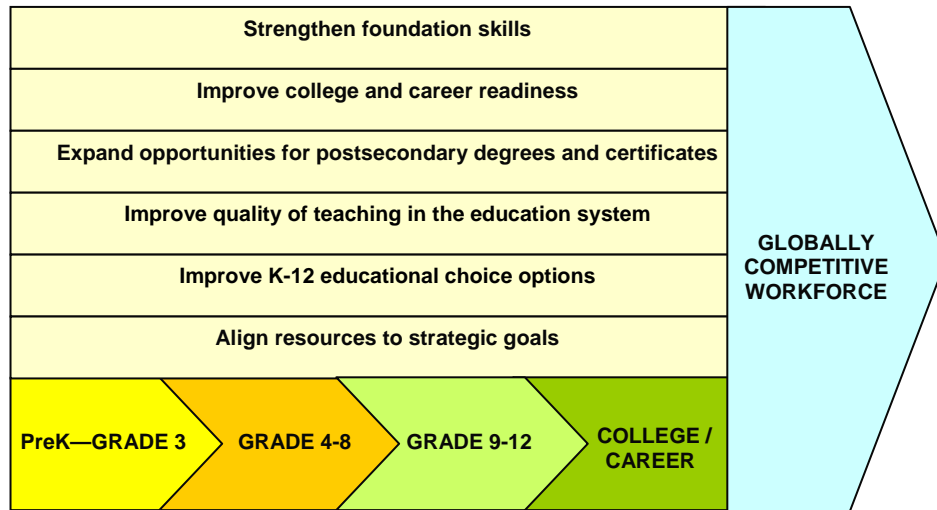 Strengthen foundation skills
Improve college and career readiness
Expand opportunities for postsecondary degrees and certificates
Improve quality of teaching in the education system
Improve K-12 educational choice options
Align resources to strategic goals
GLOBALLY
COMPETITIVE
WORKFORCE
PreK—GRADE 3
GRADE 4-8
GRADE 9-12
COLLEGE /
CAREER